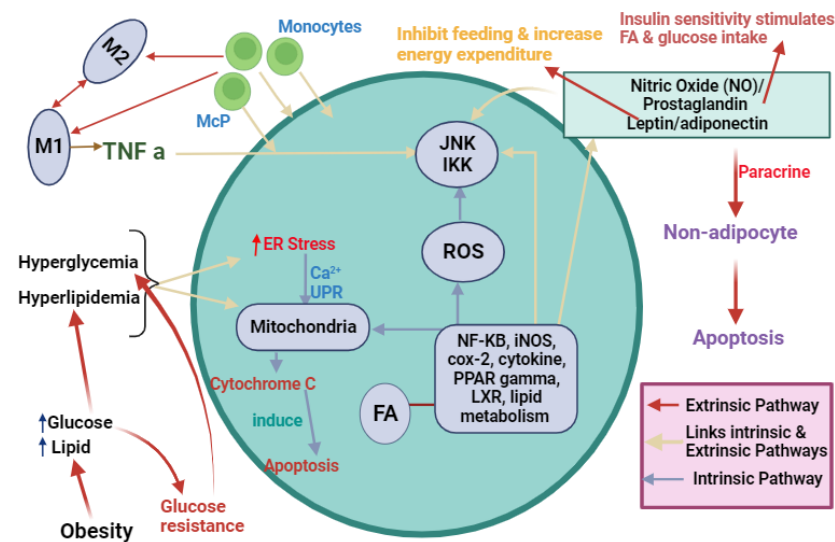 M2
Monocytes
McP
M1
TNF a
Inhibit feeding & increase
energy expenditure
Insulin sensitivity stimulates
FA & glucose intake
Nitric Oxide (NO)/
Prostaglandin
Leptin/adiponectin
JNK
IKK
Paracrine
Non-adipocyte
Apoptosis
ROS
ER Stress
Ca²⁺
UPR
Hyperglycemia
Hyperlipidemia
Mitochondria
NF-KB, iNOS,
cox-2, cytokine,
PPAR gamma,
LXR, lipid
metabolism
Cytochrome C
FA
induce
Apoptosis
Glucose
Lipid
Glucose
resistance
Obesity
Extrinsic Pathway
Links intrinsic &
Extrinsic Pathways
Intrinsic Pathway